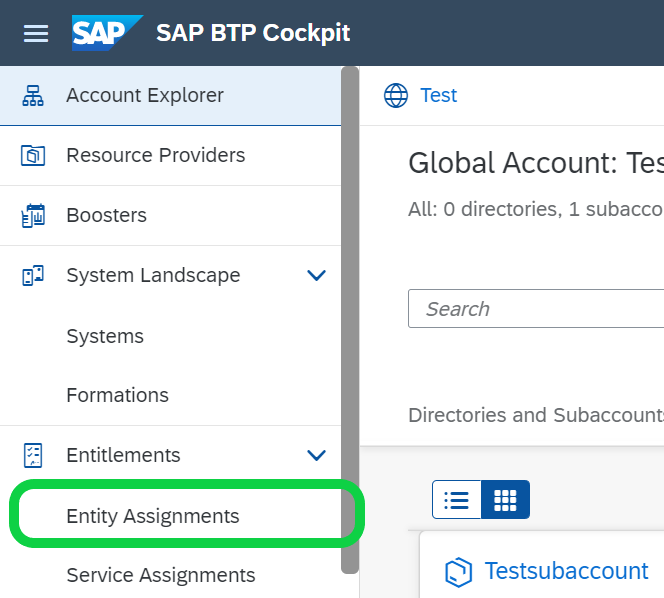 SAP SAP BTP Cockpit
Account Explorer
Resource Providers
Boosters
System Landscape
Systems
Formations
Entitlements
Entity Assignments
Service Assignments
Test
Global Account: Tes
All: 0 directories, 1 subacco
Search
Directories and Subaccounts
Testsubaccount